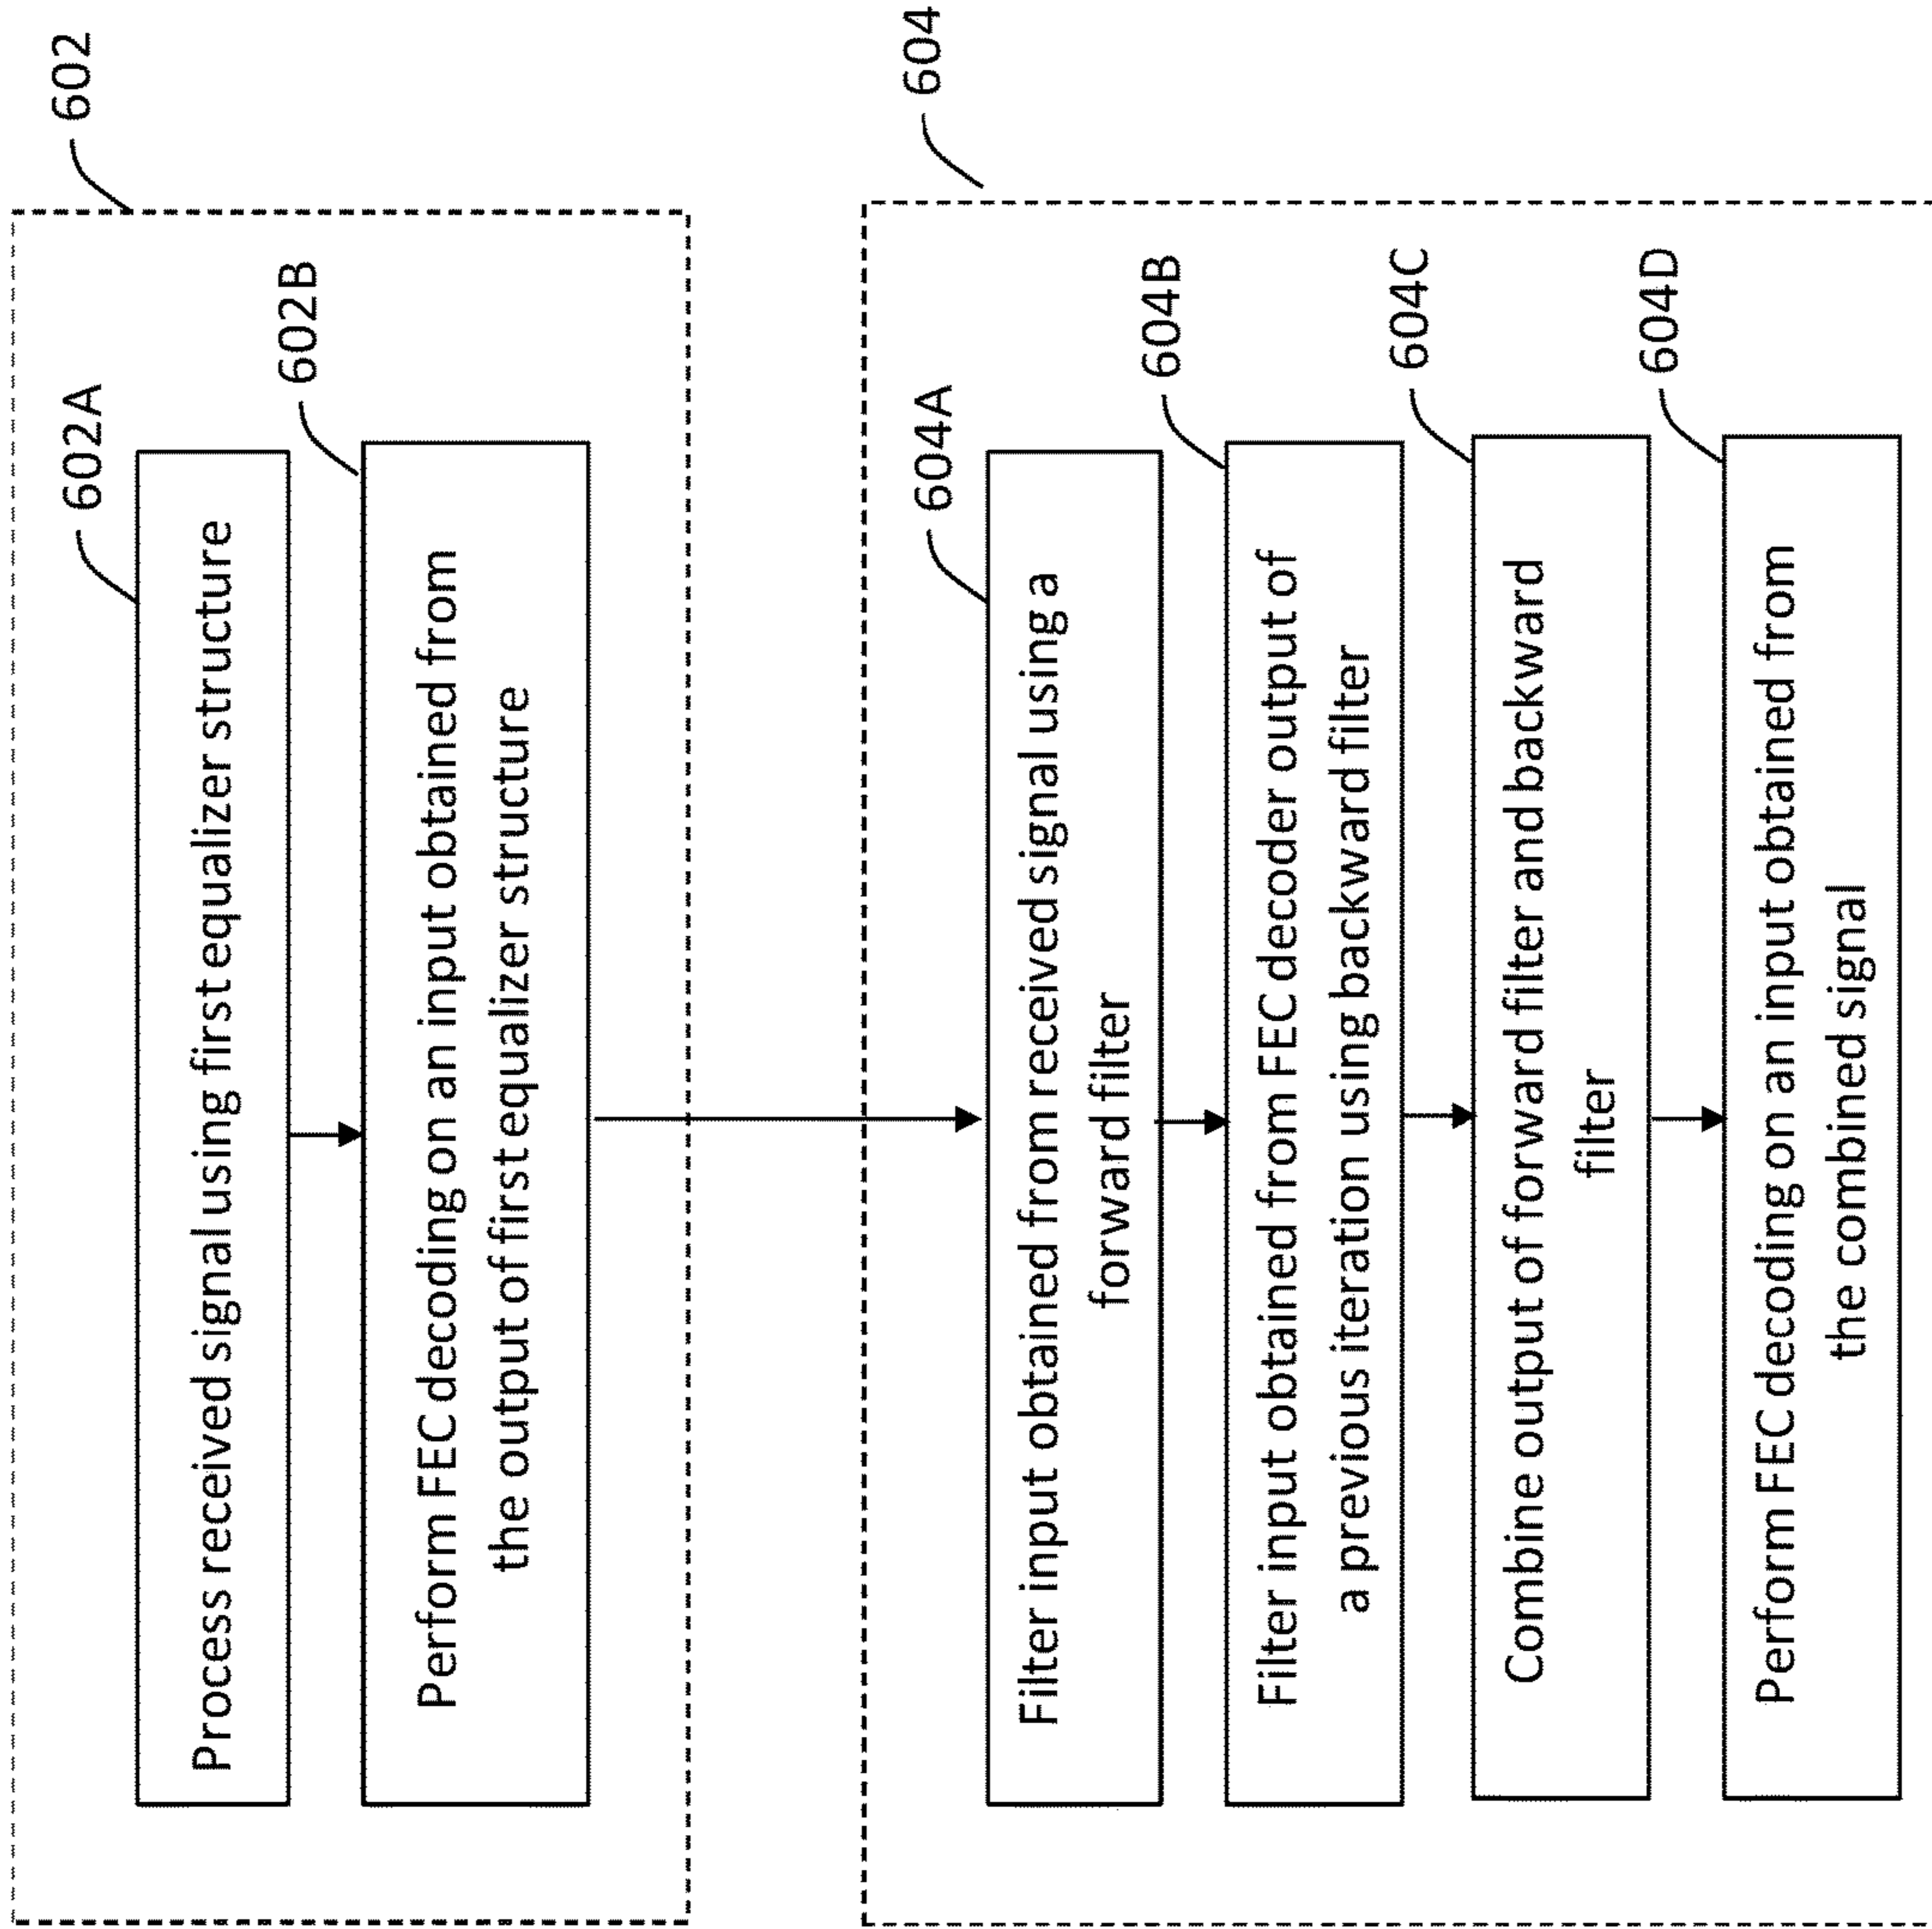 602
602A
Process received signal using first equalizer structure
602B
Perform FEC decoding on an input obtained from
the output of first equalizer structure
604
604A
Filter input obtained from received signal using a
forward filter
604B
Filter input obtained from FEC decoder output of
a previous iteration using backward filter
604C
Combine output of forward filter and backward
filter
604D
Perform FEC decoding on an input obtained from
the combined signal